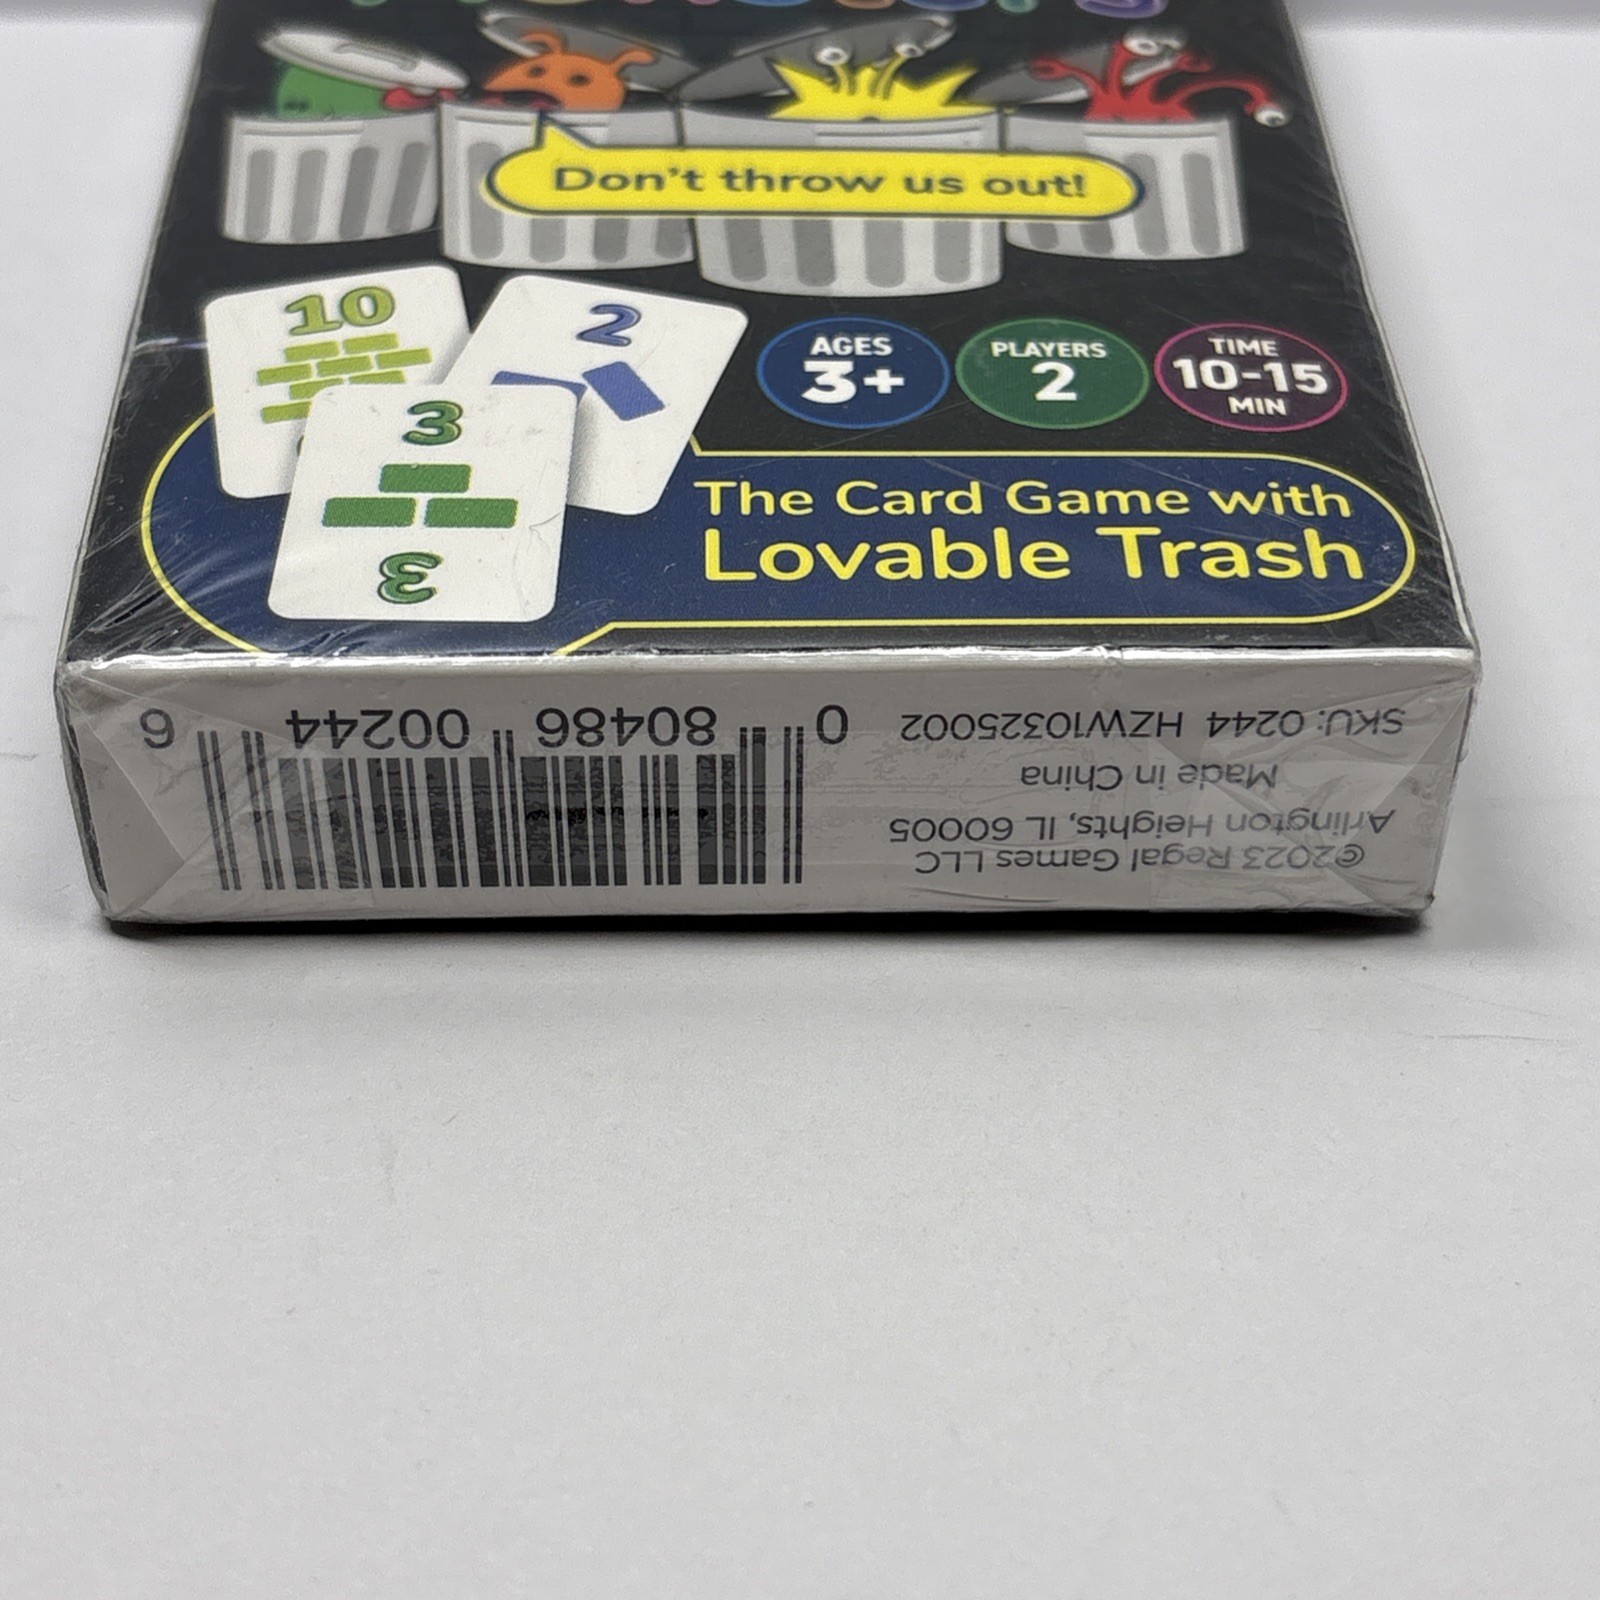 Don't throw us out!
10
2
3
3
AGES
3+
PLAYERS
2
TIME
10-15
MIN
The Card Game with
Lovable Trash
©2023 Regal Games LLC
Arlington Heights, IL 60005
Made in China
SKU: 0244 HZW10325002
0 80486 00244 6